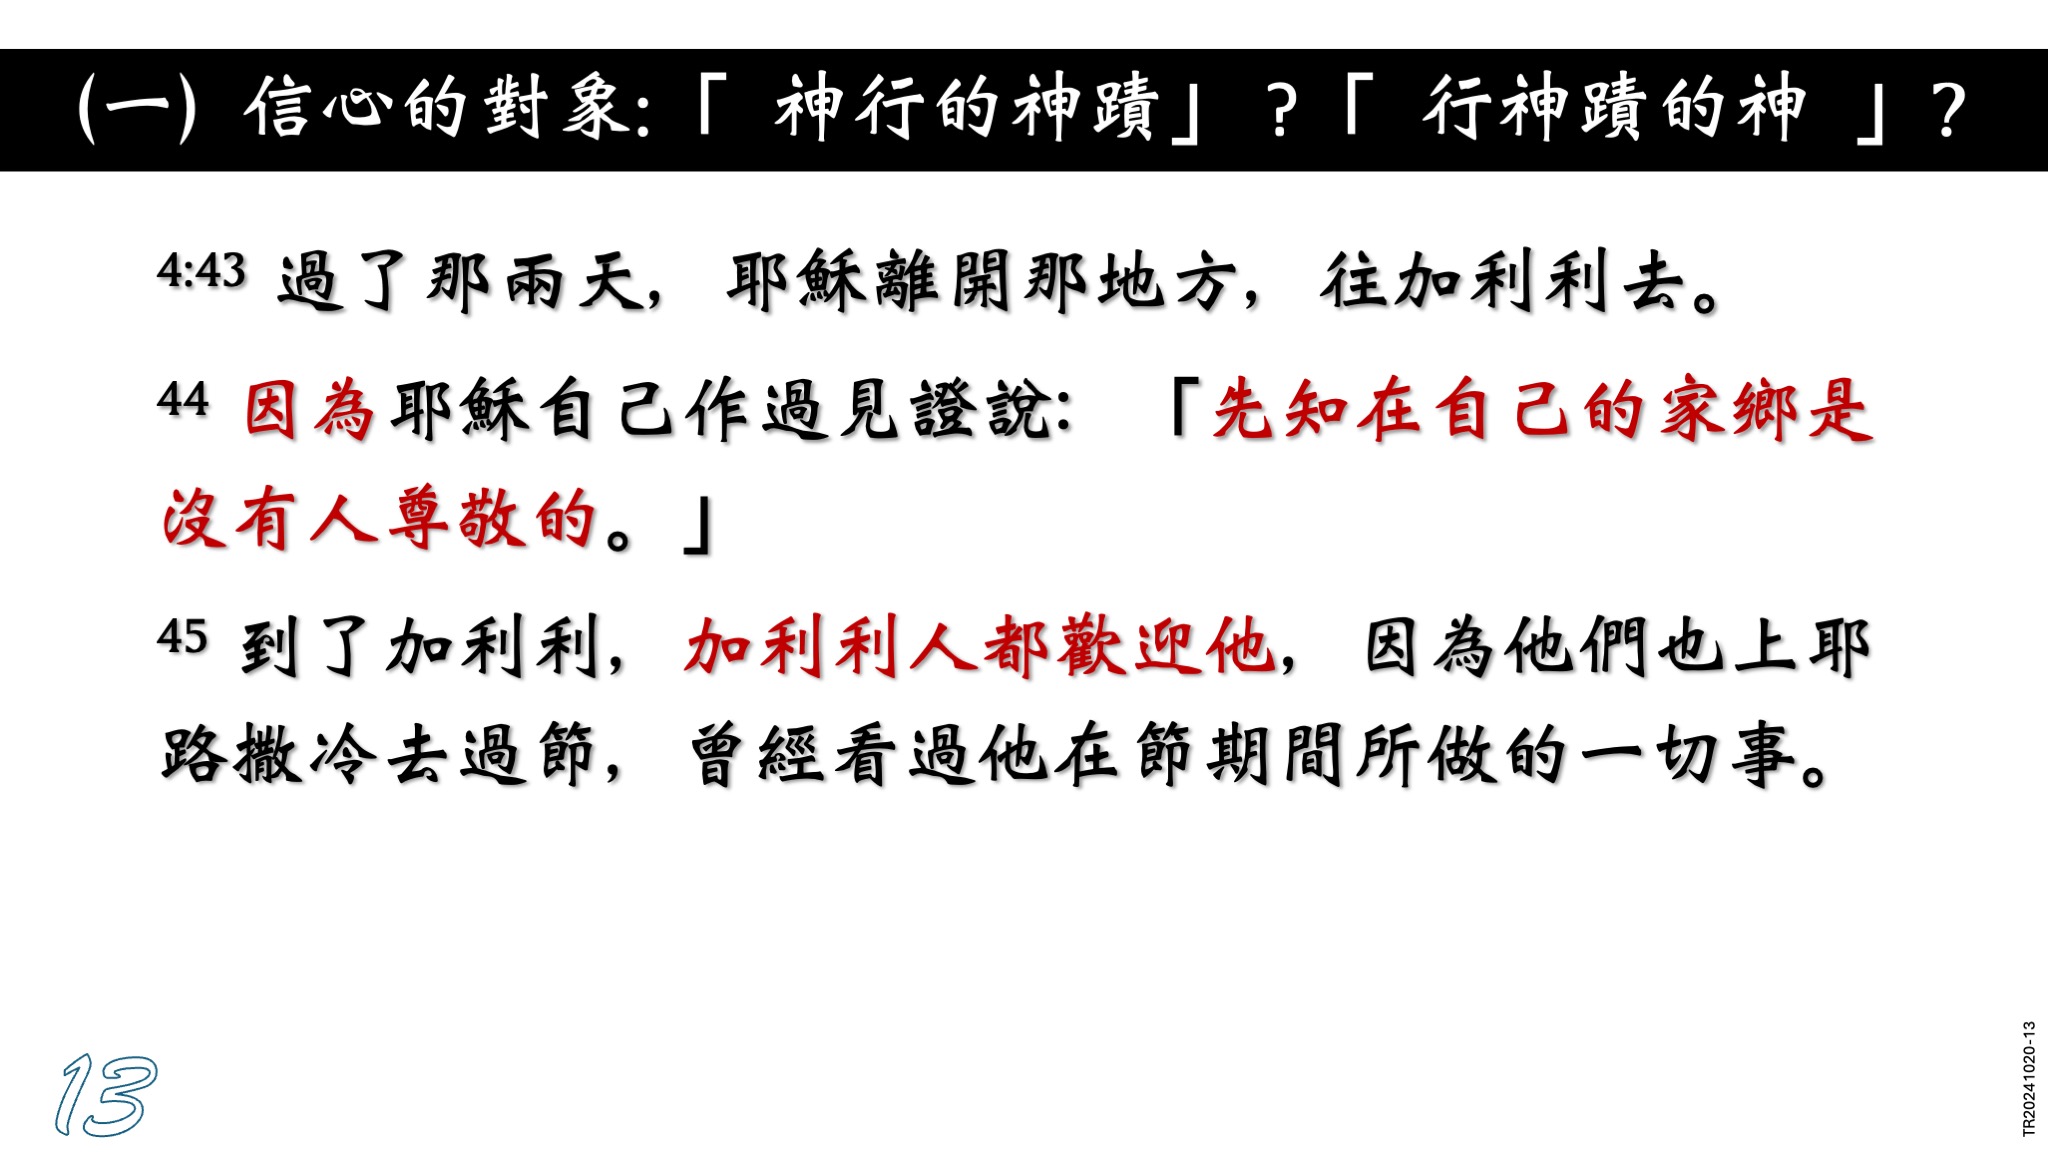 (一) 信心的對象:「 神行的神蹟」?「 行神蹟的神 」?
4:43 過了那兩天, 耶穌離開那地方, 往加利利去。
44 因為耶穌自己作過見證說: 「先知在自己的家鄉是
沒有人尊敬的。」
45 到了加利利, 加利利人都歡迎他, 因為他們也上耶
路撒冷去過節, 曾經看過他在節期間所做的一切事。
13
TR20241020-13